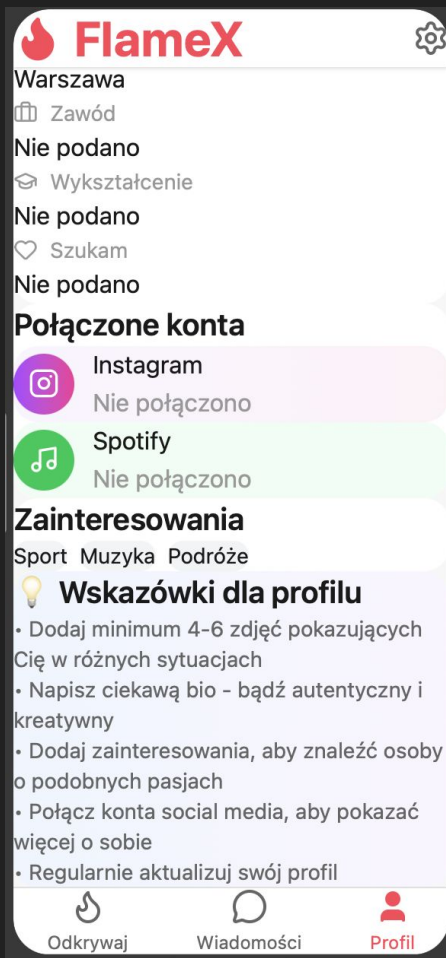 FlameX
Warszawa
Zawód
Nie podano
Wykształcenie
Nie podano
Szukam
Nie podano
Połączone konta
Instagram
Nie połączono
Spotify
Nie połączono
Zainteresowania
Sport Muzyka Podróże
💡 Wskazówki dla profilu
• Dodaj minimum 4-6 zdjęć pokazujących
Cię w różnych sytuacjach
• Napisz ciekawą bio - bądź autentyczny i
kreatywny
• Dodaj zainteresowania, aby znaleźć osoby
o podobnych pasjach
• Połącz konta social media, aby pokazać
więcej o sobie
• Regularnie aktualizuj swój profil
Odkrywaj Wiadomości Profil